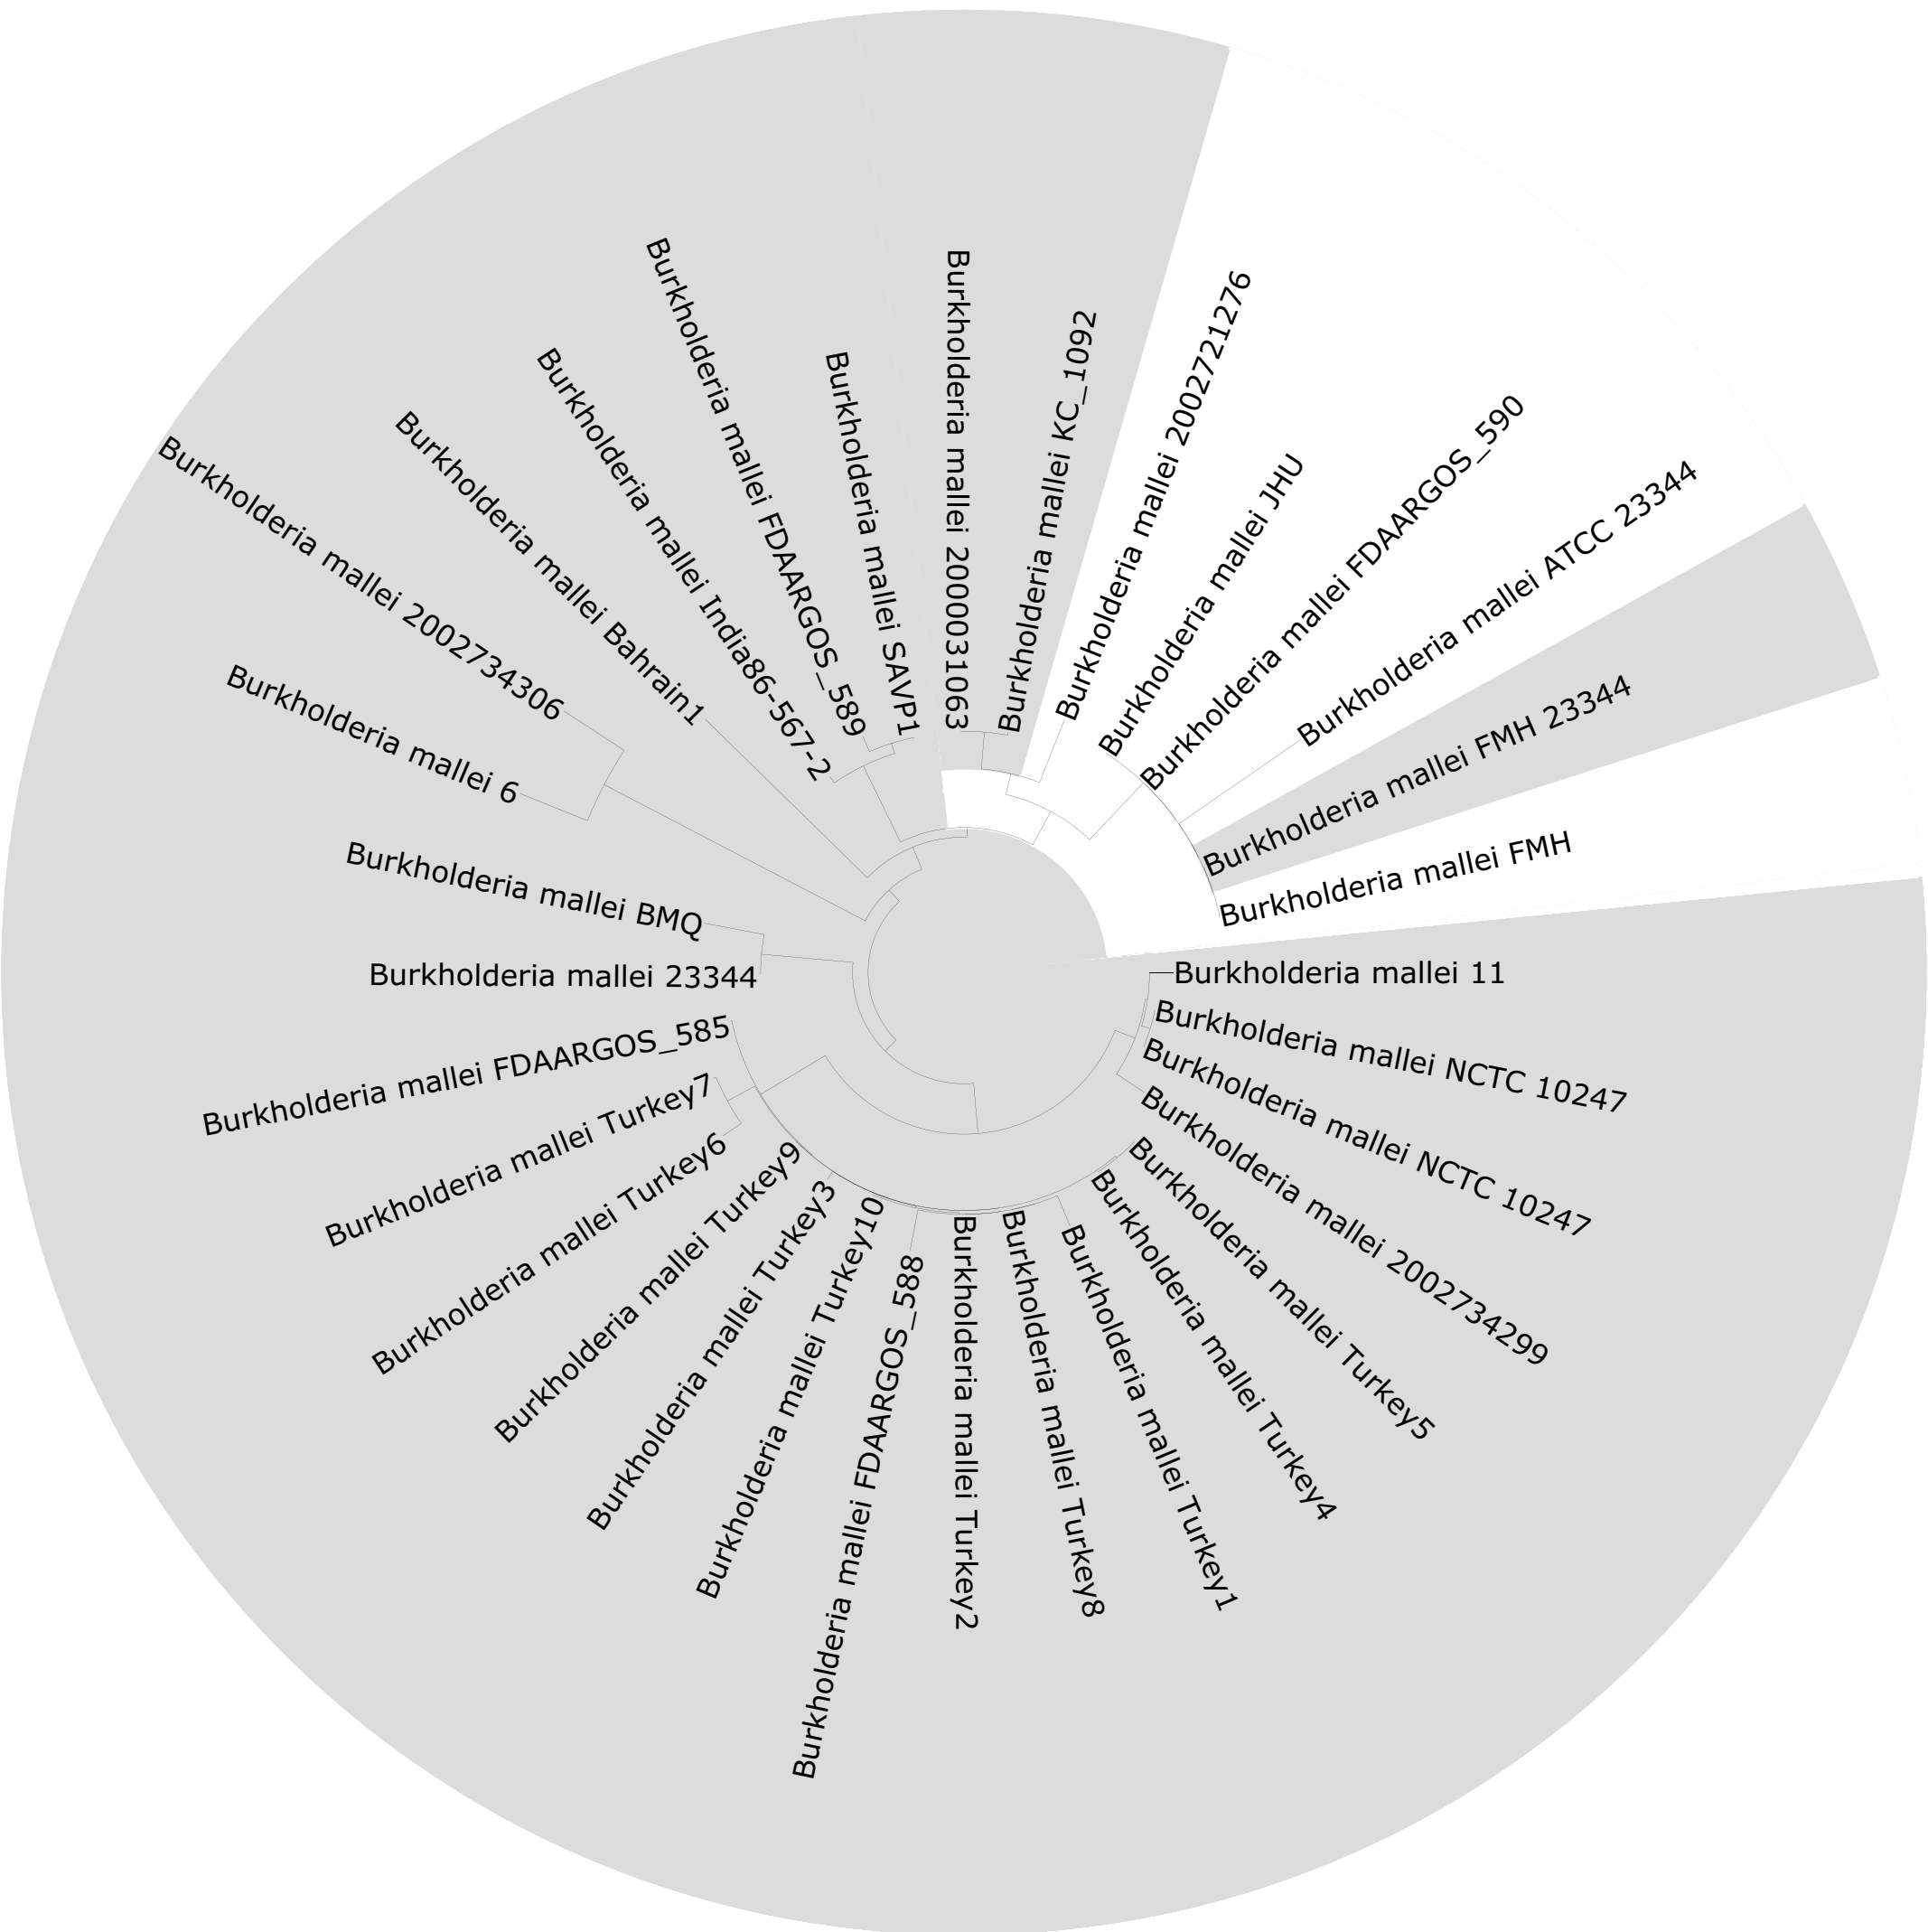 Burkholderia mallei 2000031063
Burkholderia mallei KC_1092
Burkholderia mallei 2002721276
Burkholderia mallei JHU
Burkholderia mallei FDAARGOS_590
Burkholderia mallei ATCC 23344
Burkholderia mallei FMH 23344
Burkholderia mallei FMH
Burkholderia mallei 11
Burkholderia mallei NCTC 10247
Burkholderia mallei NCTC 10247
Burkholderia mallei 2002734299
Burkholderia mallei Turkey5
Burkholderia mallei Turkey4
Burkholderia mallei Turkey1
Burkholderia mallei Turkey8
Burkholderia mallei Turkey2
Burkholderia mallei FDAARGOS_588
Burkholderia mallei Turkey10
Burkholderia mallei Turkey3
Burkholderia mallei Turkey9
Burkholderia mallei Turkey6
Burkholderia mallei Turkey7
Burkholderia mallei FDAARGOS_585
Burkholderia mallei 23344
Burkholderia mallei BMQ
Burkholderia mallei 6
Burkholderia mallei 2002734306
Burkholderia mallei Bahrain1
Burkholderia mallei India86-567-2
Burkholderia mallei FDAARGOS_589
Burkholderia mallei SAVP1